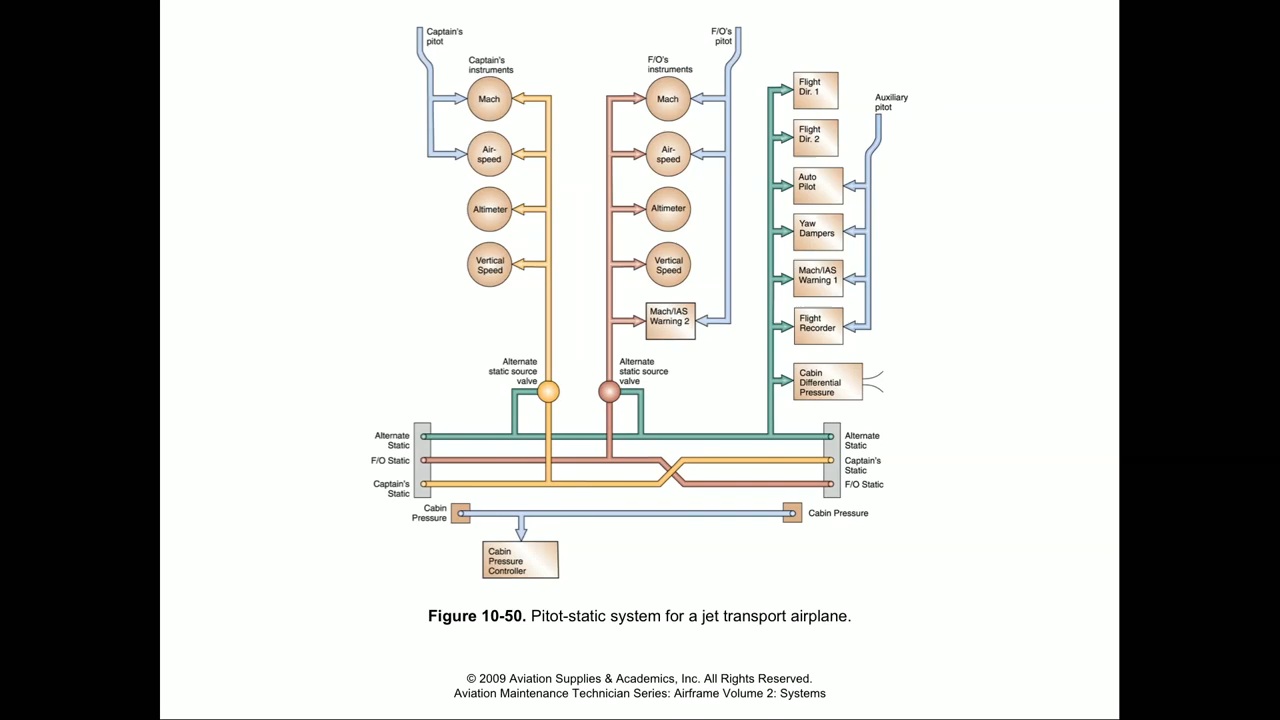 Captain's
pitot
F/O's
pitot
Captain's
instruments
F/O's
instruments
Mach
Mach
Flight
Dir. 1
Auxiliary
pitot
Air-
speed
Air-
speed
Flight
Dir. 2
Auto
Pilot
Altimeter
Altimeter
Yaw
Dampers
Vertical
Speed
Vertical
Speed
Mach/IAS
Warning 1
Mach/IAS
Warning 2
Flight
Recorder
Alternate
static source
valve
Alternate
static source
valve
Cabin
Differential
Pressure
Alternate
Static
Alternate
Static
F/O Static
Captain's
Static
Captain's
Static
F/O Static
Cabin
Pressure
Cabin Pressure
Cabin
Pressure
Controller
Figure 10-50. Pitot-static system for a jet transport airplane.
© 2009 Aviation Supplies & Academics, Inc. All Rights Reserved.
Aviation Maintenance Technician Series: Airframe Volume 2: Systems